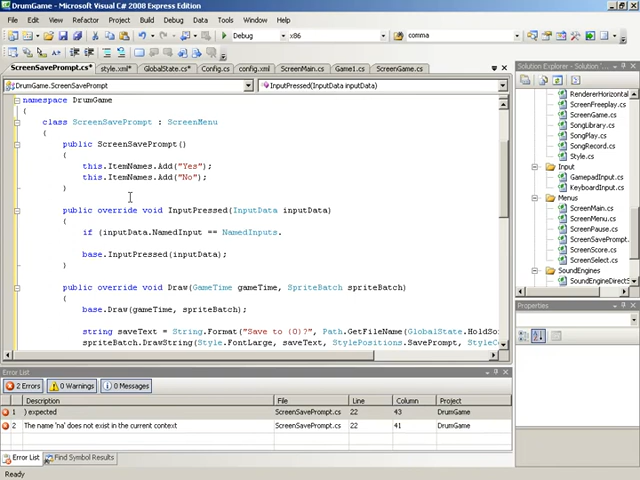 DrumGame - Microsoft Visual C# 2008 Express Edition
File Edit View Refactor Project Build Debug Data Tools Window Help
Debug x86 comma
ScreenSavePrompt.cs* style.xml* GlobalState.cs* Config.cs config.xml ScreenMain.cs Game1.cs ScreenGame.cs
DrumGame.ScreenSavePrompt InputPressed(InputData inputData)
namespace DrumGame
{
class ScreenSavePrompt : ScreenMenu
{
public ScreenSavePrompt()
{
this.ItemNames.Add("Yes");
this.ItemNames.Add("No");
}
public override void InputPressed(InputData inputData)
{
if (inputData.NamedInput == NamedInputs.
base.InputPressed(inputData);
}
public override void Draw(GameTime gameTime, SpriteBatch spriteBatch)
{
base.Draw(gameTime, spriteBatch);
string saveText = String.Format("Save to {0}?", Path.GetFileName(GlobalState.HoldSo
spriteBatch.DrawString(Style.FontLarge, saveText, StylePositions.SavePrompt, StyleC
Solution Explorer - Solutio...
RendererHorizontal
ScreenFreeplay.cs
ScreenGame.cs
SongLibrary.cs
SongPlay.cs
SongRecord.cs
Style.cs
Input
GamepadInput.cs
KeyboardInput.cs
Menus
ScreenMain.cs
ScreenMenu.cs
ScreenPause.cs
ScreenSavePrompt.
ScreenScore.cs
ScreenSelect.cs
SoundEngines
SoundEngineDirectS
Properties
Error List
2 Errors 0 Warnings 0 Messages
Description File Line Column Project
1 ) expected ScreenSavePrompt.cs 22 43 DrumGame
2 The name 'na' does not exist in the current context ScreenSavePrompt.cs 22 41 DrumGame
Error List Find Symbol Results
Ready